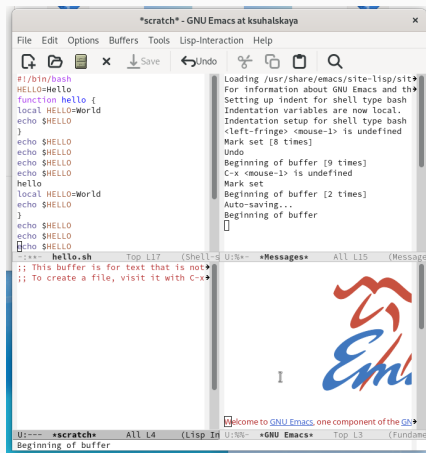 *scratch* - GNU Emacs at ksuhalskaya
File Edit Options Buffers Tools Lisp-Interaction Help
Save Undo
#!/bin/bash
HELLO=Hello
function hello {
local HELLO=World
echo $HELLO
}
echo $HELLO
echo $HELLO
echo $HELLO
echo $HELLO
hello
local HELLO=World
echo $HELLO
}
echo $HELLO
echo $HELLO
echo $HELLO
-:**- hello.sh Top L17 (Shell-s
Loading /usr/share/emacs/site-lisp/sit
For information about GNU Emacs and th
Setting up indent for shell type bash
Indentation variables are now local.
Indentation setup for shell type bash
<left-fringe> <mouse-1> is undefined
Mark set [8 times]
Undo
Beginning of buffer [9 times]
C-x <mouse-1> is undefined
Mark set
Beginning of buffer [2 times]
Auto-saving...
Beginning of buffer
U:%*- *Messages* All L15 (Message
;; This buffer is for text that is not
;; To create a file, visit it with C-x
U:--- *scratch* All L4 (Lisp In
Ema
Welcome to GNU Emacs, one component of the GN
U:%%- *GNU Emacs* Top L3 (Fundame
Beginning of buffer